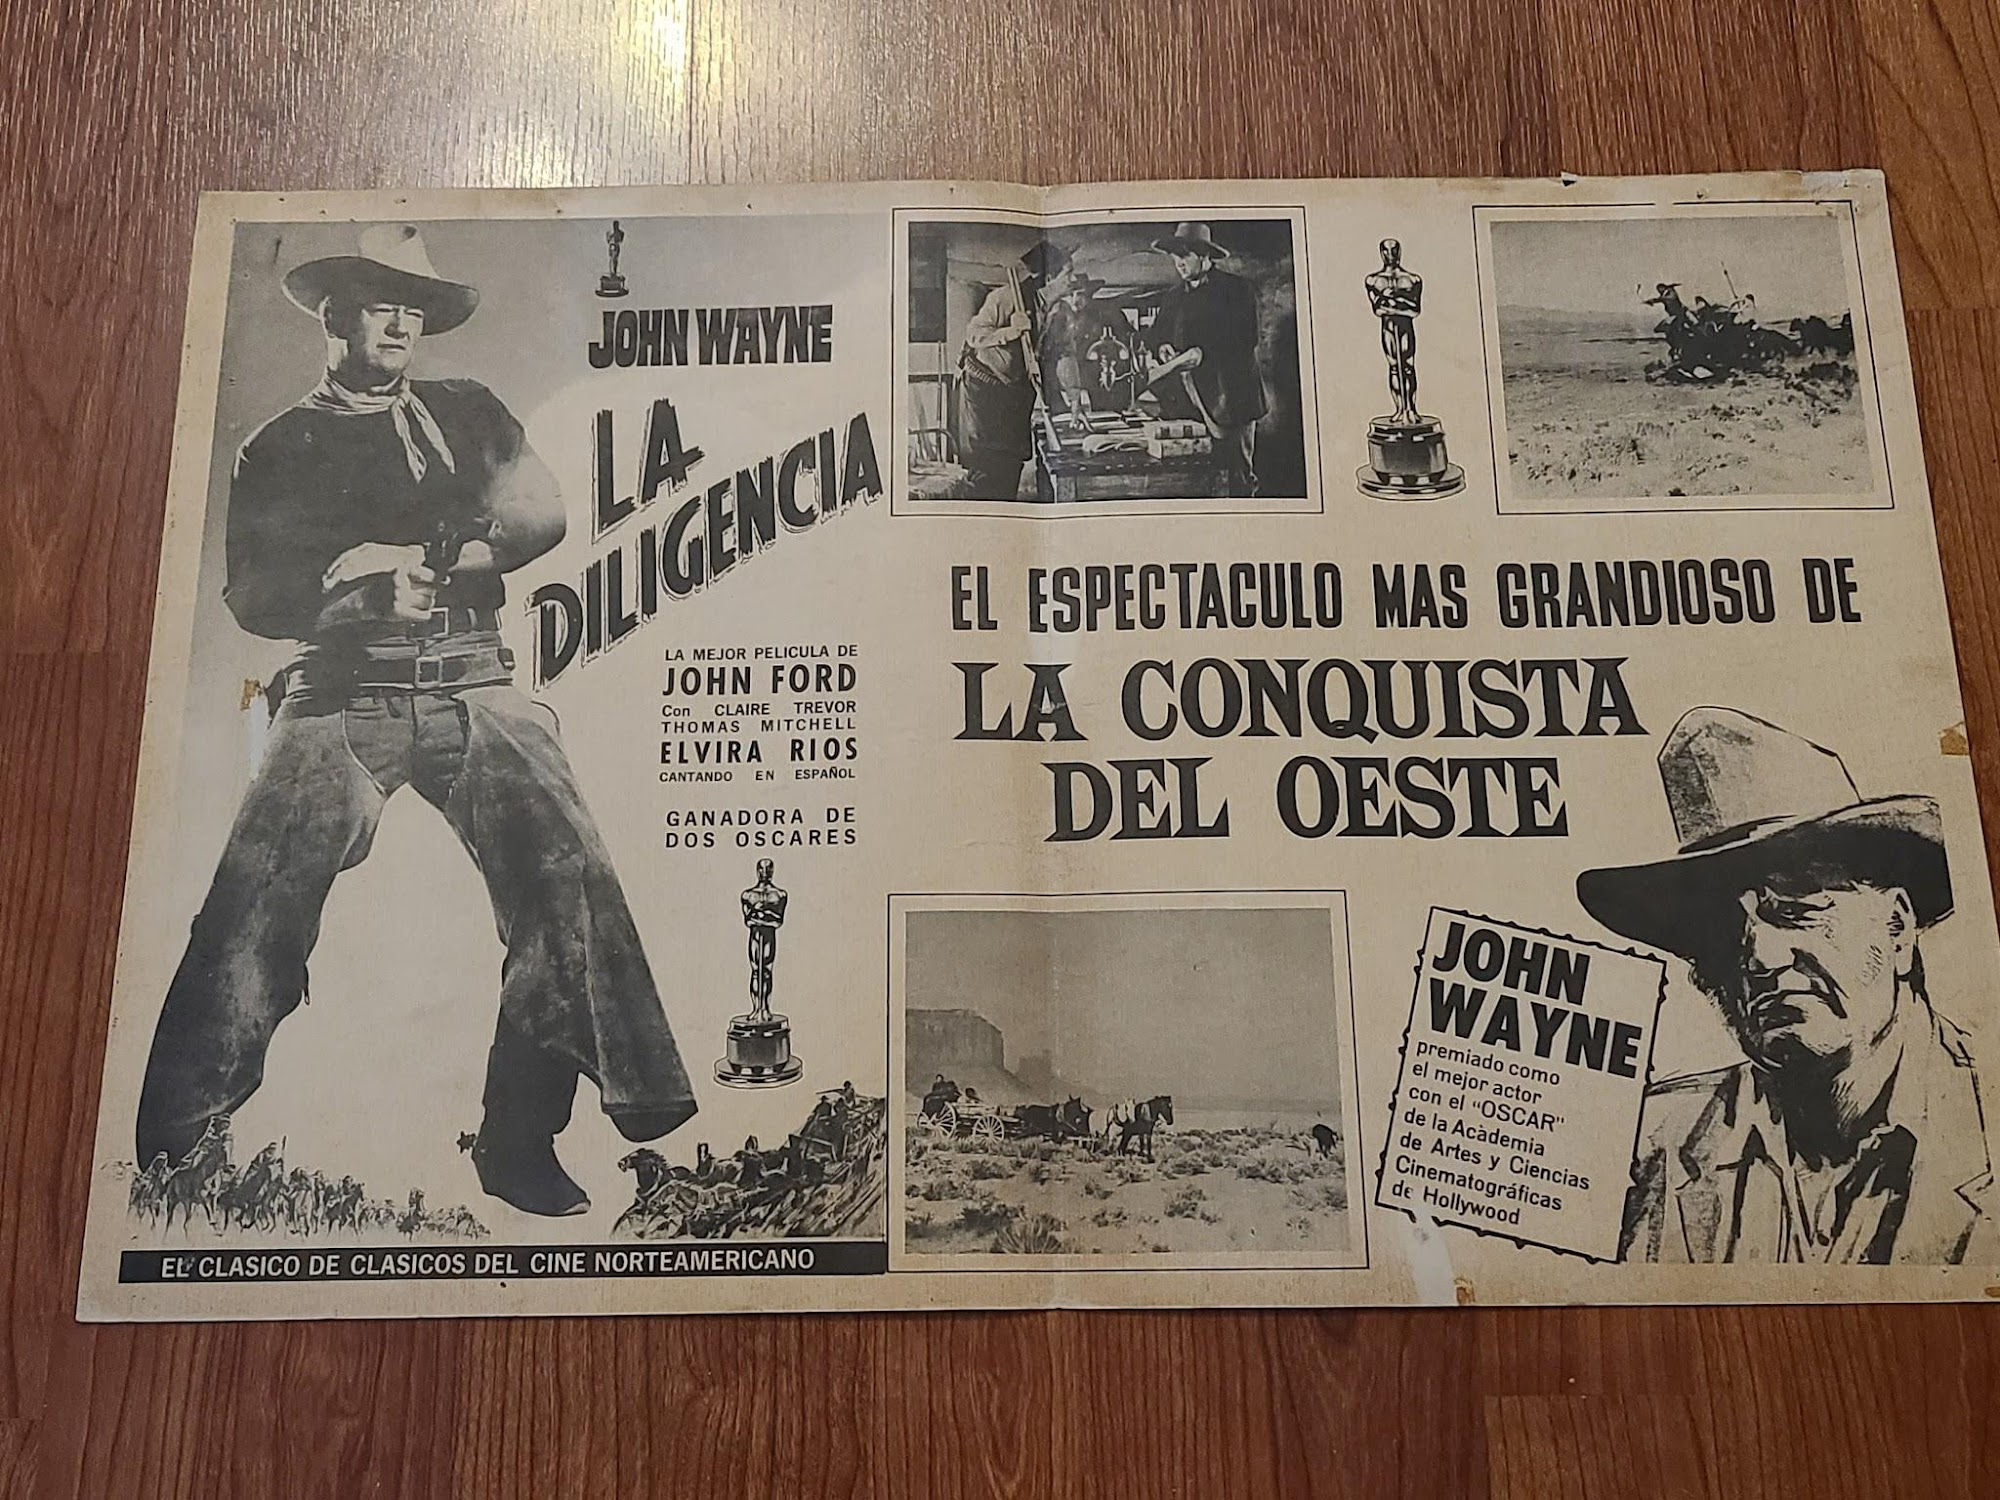 JOHN WAYNE
LA
DILIGENCIA
LA MEJOR PELICULA DE
JOHN FORD
Con CLAIRE TREVOR
THOMAS MITCHELL
ELVIRA RIOS
CANTANDO EN ESPAÑOL
GANADORA DE
DOS OSCARES
EL CLASICO DE CLASICOS DEL CINE NORTEAMERICANO
EL ESPECTACULO MAS GRANDIOSO DE
LA CONQUISTA
DEL OESTE
JOHN
WAYNE
premiado como
el mejor actor
con el "OSCAR"
de la Acàdemia
de Artes y Ciencias
Cinematográficas
de Hollywood